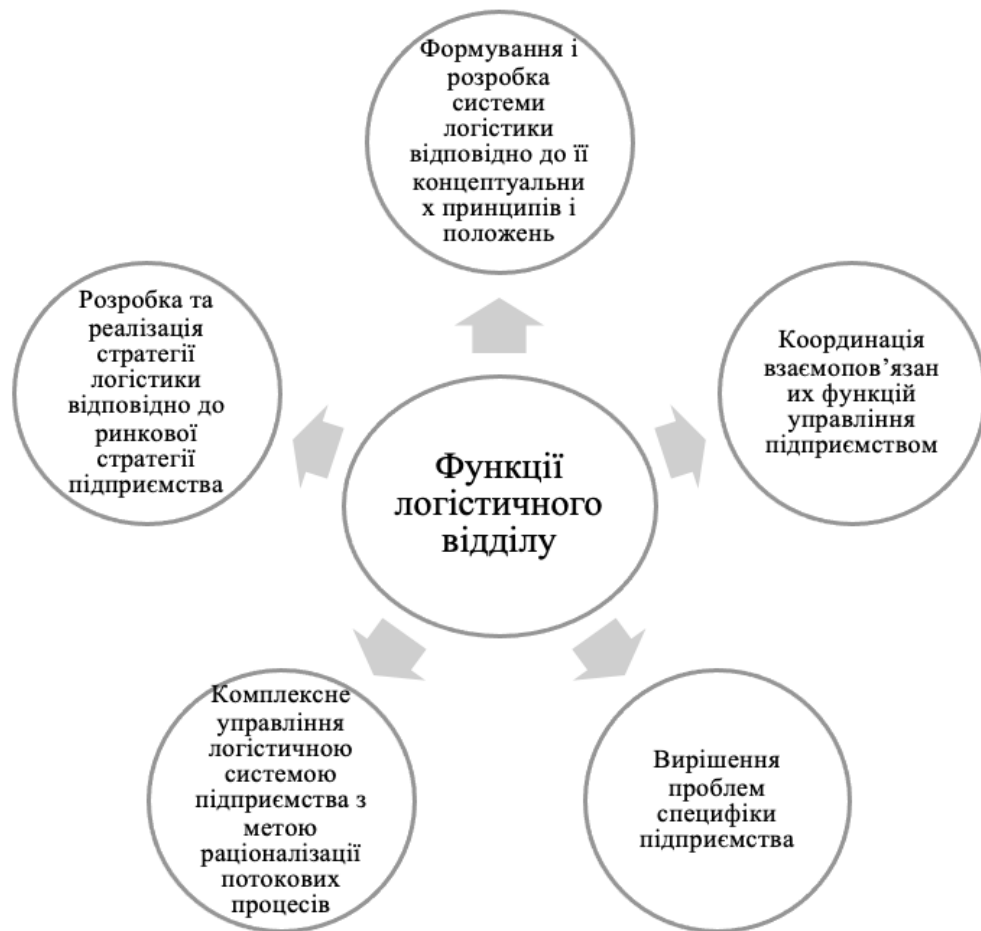 Формування і
розробка
системи
логістики
відповідно до її
концептуальни
х принципів і
положень
Розробка та
реалізація
стратегії
логістики
відповідно до
ринкової
стратегії
підприємства
Координація
взаємопов’язан
их функцій
управління
підприємством
Функції
логістичного
відділу
Комплексне
управління
логістичною
системою
підприємства з
метою
раціоналізації
потокових
процесів
Вирішення
проблем
специфіки
підприємства